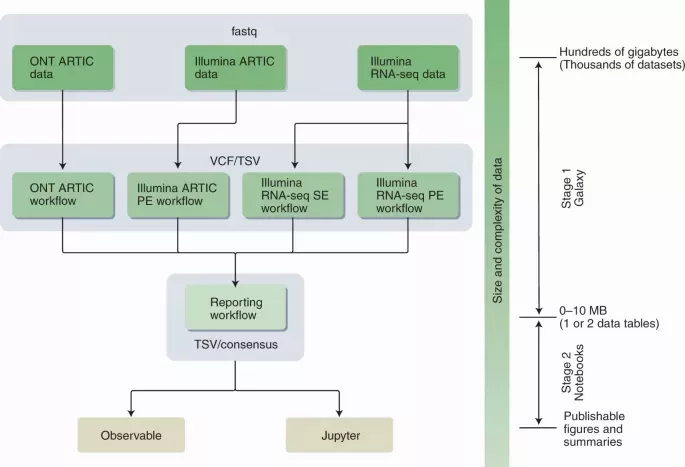 fastq
ONT ARTIC
data
Illumina ARTIC
data
Illumina
RNA-seq data
VCF/TSV
ONT ARTIC
workflow
Illumina ARTIC
PE workflow
Illumina
RNA-seq SE
workflow
Illumina
RNA-seq PE
workflow
Reporting
workflow
TSV/consensus
Observable
Jupyter
Size and complexity of data
Hundreds of gigabytes
(Thousands of datasets)
Stage 1
Galaxy
0–10 MB
(1 or 2 data tables)
Stage 2
Notebooks
Publishable
figures and
summaries